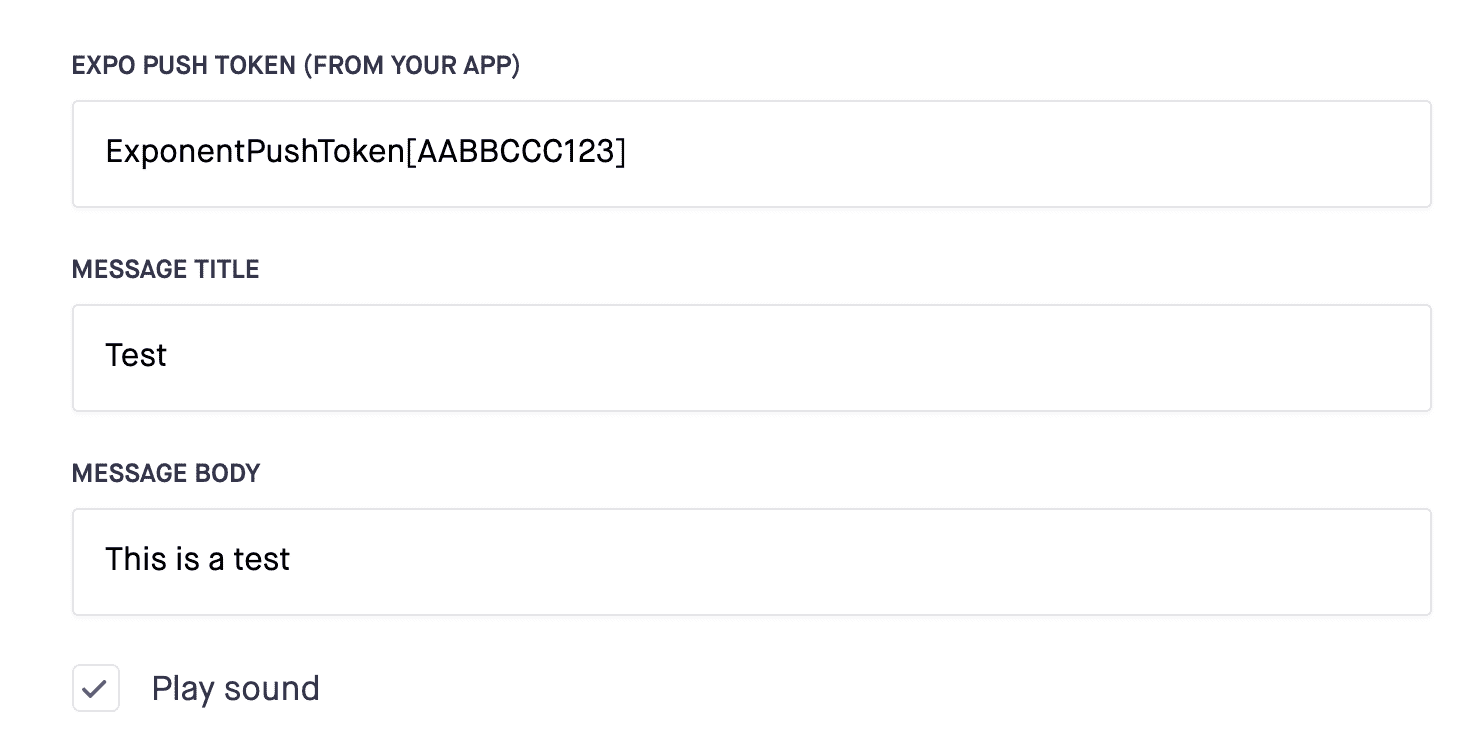 EXPO PUSH TOKEN (FROM YOUR APP)
ExponentPushToken[AABBCCC123]
MESSAGE TITLE
Test
MESSAGE BODY
This is a test
Play sound